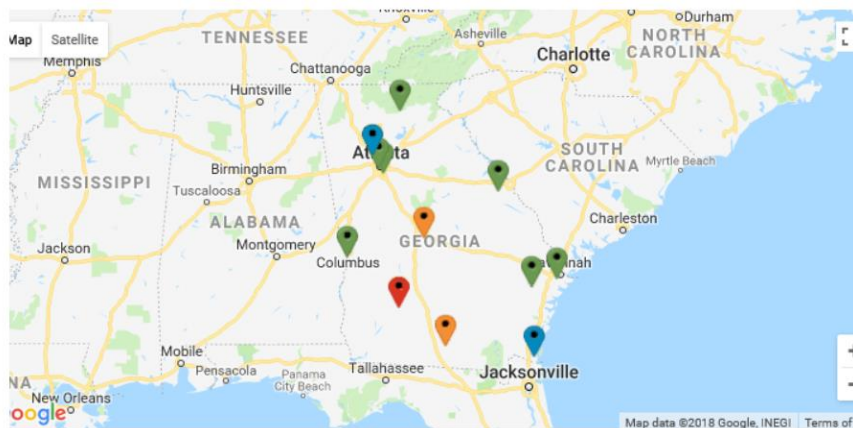 Knoxville
Durham
Map Satellite
TENNESSEE
Asheville
NORTH
CAROLINA
Charlotte
Memphis
Chattanooga
Huntsville
SOUTH
CAROLINA
Atlanta
Myrtle Beach
Birmingham
MISSISSIPPI
Tuscaloosa
ALABAMA
Charleston
GEORGIA
Jackson
Montgomery
Columbus
Savannah
Mobile
Tallahassee
Pensacola
Panama
City Beach
Jacksonville
NA
New Orleans
oogle
Map data ©2018 Google, INEGI Terms of